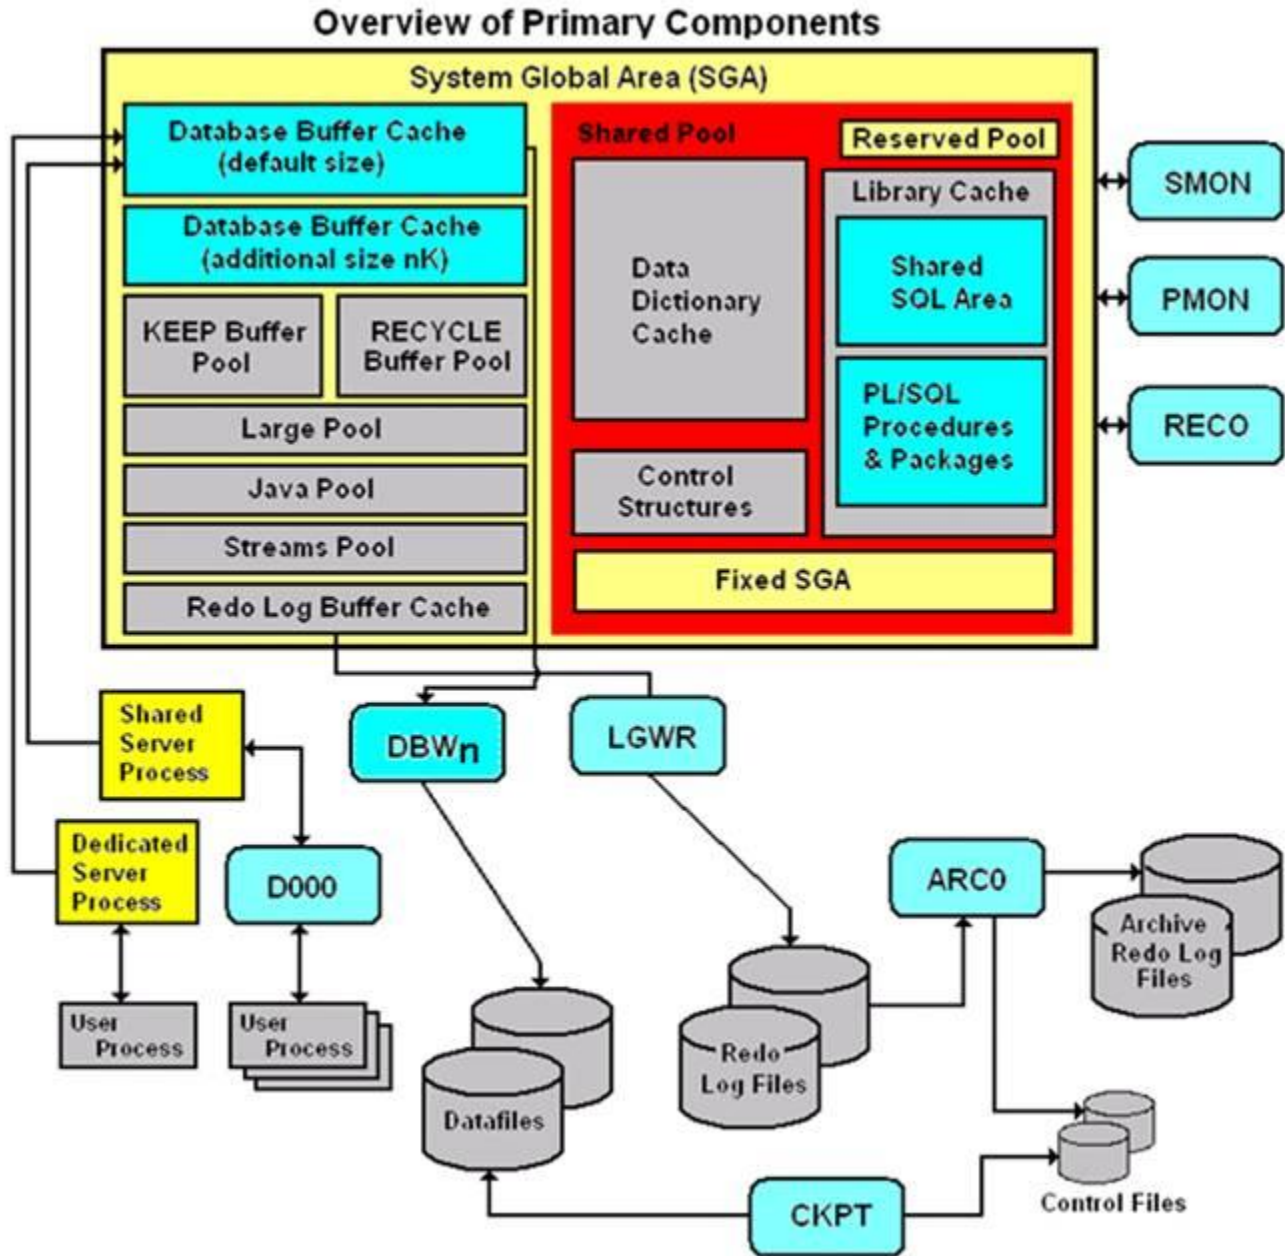 Overview of Primary Components
System Global Area (SGA)
Database Buffer Cache
(default size)
Database Buffer Cache
(additional size nK)
KEEP Buffer
Pool
RECYCLE
Buffer Pool
Large Pool
Java Pool
Streams Pool
Redo Log Buffer Cache
Shared Pool
Reserved Pool
Data
Dictionary
Cache
Library Cache
Shared
SQL Area
PL/SQL
Procedures
& Packages
Control
Structures
Fixed SGA
SMON
PMON
RECO
Shared
Server
Process
Dedicated
Server
Process
D000
User
Process
User
Process
DBWn
LGWR
ARC0
Archive
Redo Log
Files
Redo
Log Files
Datafiles
CKPT
Control Files